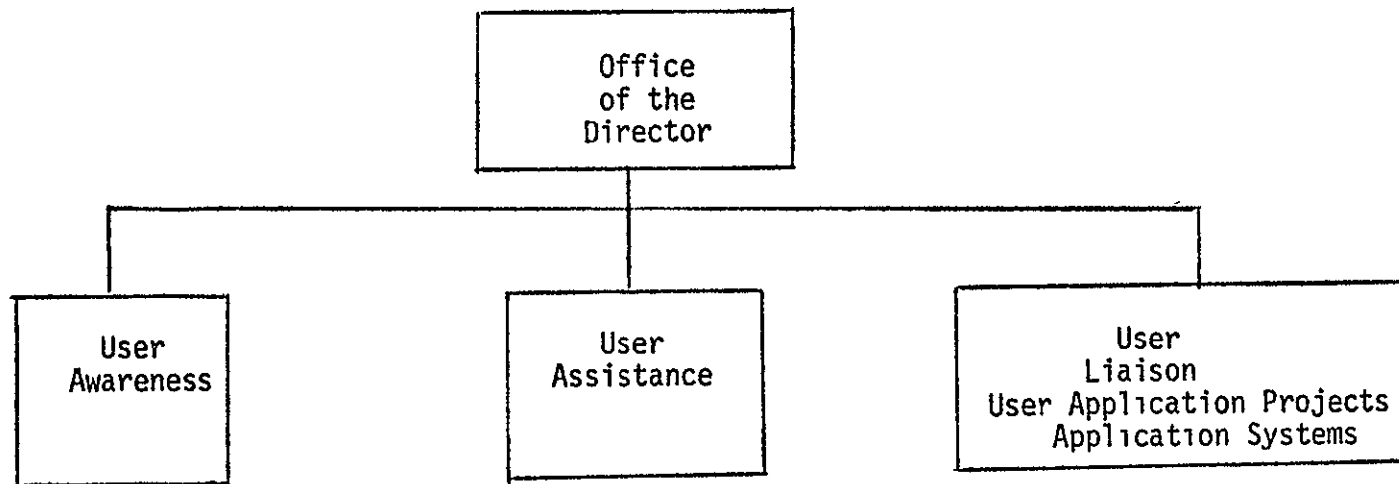 Office
of the
Director
User
Awareness
User
Assistance
User
Liaison
User Application Projects
Application Systems